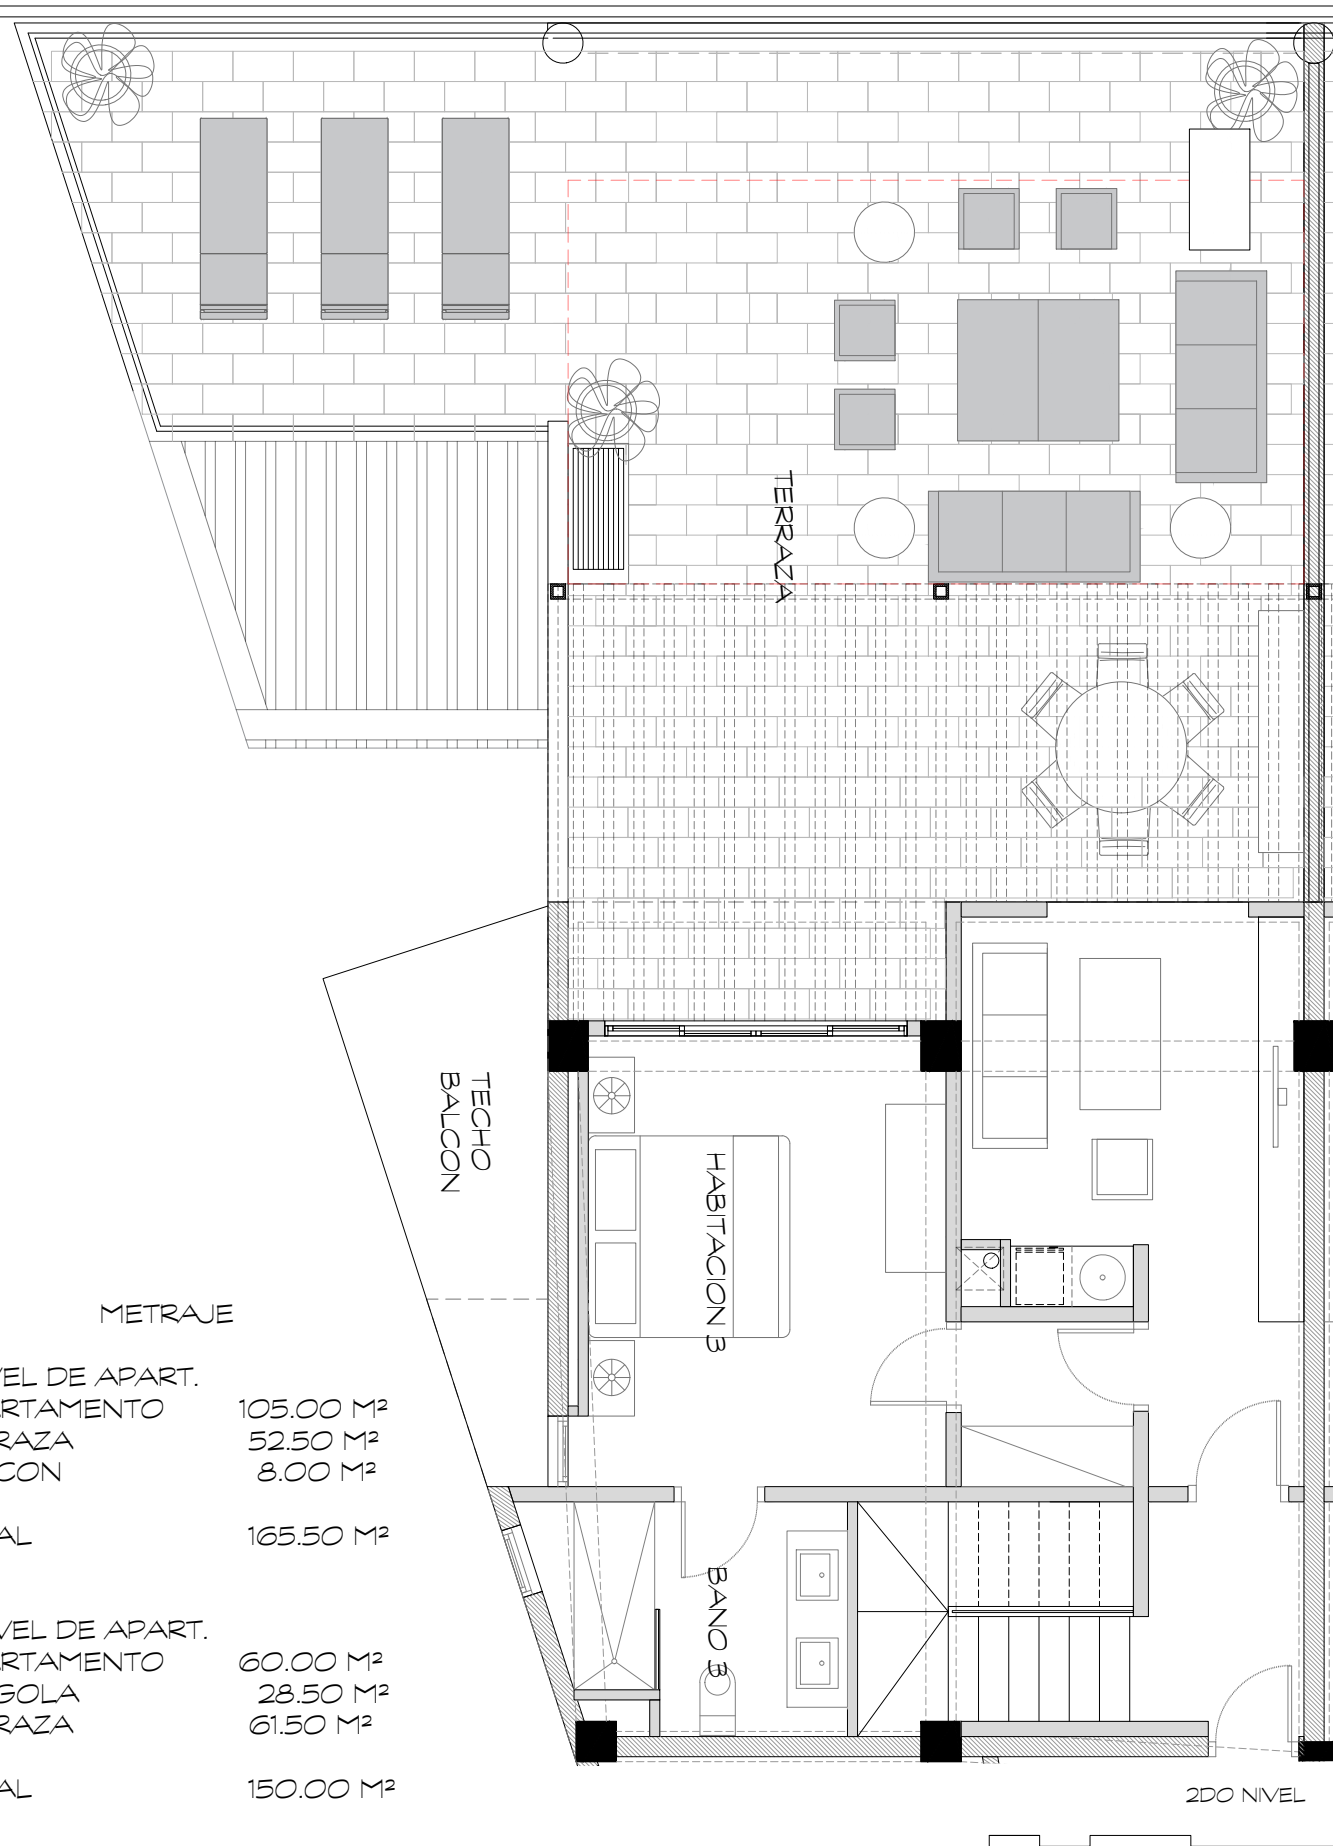 TERRAZA
TECHO
BALCON
HABITACION 3
BANO 3
METRAJE
VEL DE APART.
ARTAMENTO 105.00 M²
RAZA 52.50 M²
CON 8.00 M²
AL 165.50 M²
VEL DE APART.
ARTAMENTO 60.00 M²
GOLA 28.50 M²
RAZA 61.50 M²
AL 150.00 M²
2DO NIVEL